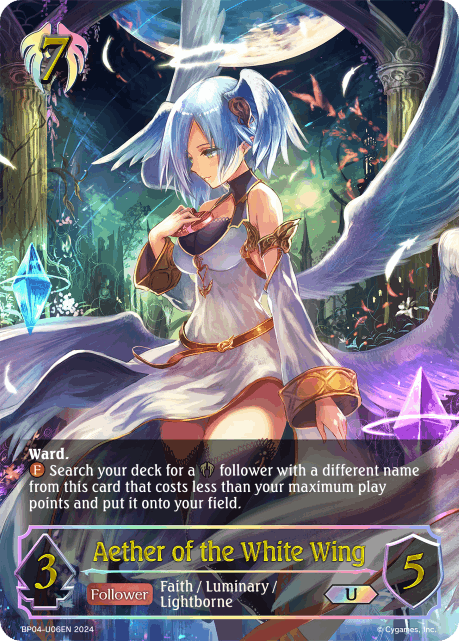 7
Ward.
F Search your deck for a follower with a different name
from this card that costs less than your maximum play
points and put it onto your field.
3
Aether of the White Wing
5
Follower
Faith / Luminary /
Lightborne
U
BP04-U06EN 2024
© Cygames, Inc.